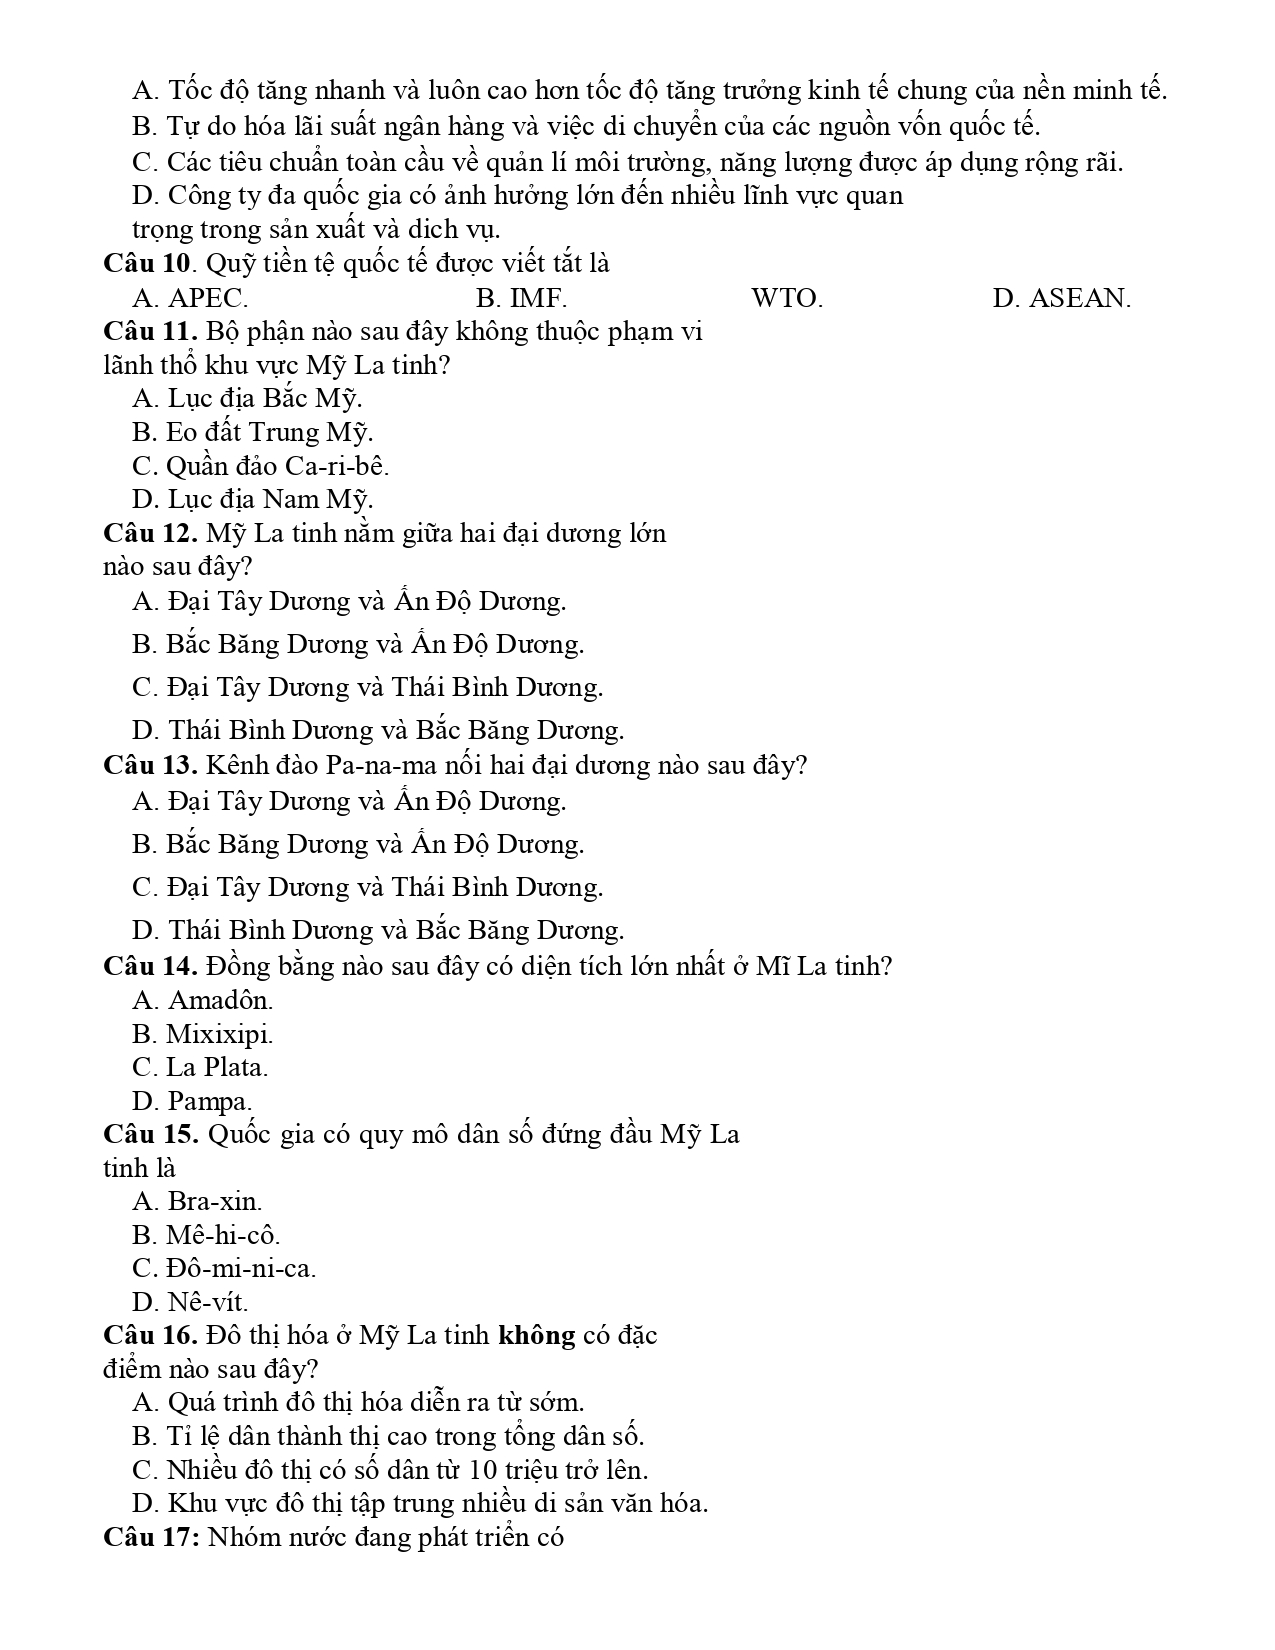 A. Tốc độ tăng nhanh và luôn cao hơn tốc độ tăng trưởng kinh tế chung của nền minh tế.
B. Tự do hóa lãi suất ngân hàng và việc di chuyển của các nguồn vốn quốc tế.
C. Các tiêu chuẩn toàn cầu về quản lí môi trường, năng lượng được áp dụng rộng rãi.
D. Công ty đa quốc gia có ảnh hưởng lớn đến nhiều lĩnh vực quan
trọng trong sản xuất và dich vụ.
Câu 10. Quỹ tiền tệ quốc tế được viết tắt là
A. APEC. B. IMF. WTO. D. ASEAN.
Câu 11. Bộ phận nào sau đây không thuộc phạm vi
lãnh thổ khu vực Mỹ La tinh?
A. Lục địa Bắc Mỹ.
B. Eo đất Trung Mỹ.
C. Quần đảo Ca-ri-bê.
D. Lục địa Nam Mỹ.
Câu 12. Mỹ La tinh nằm giữa hai đại dương lớn
nào sau đây?
A. Đại Tây Dương và Ấn Độ Dương.
B. Bắc Băng Dương và Ấn Độ Dương.
C. Đại Tây Dương và Thái Bình Dương.
D. Thái Bình Dương và Bắc Băng Dương.
Câu 13. Kênh đào Pa-na-ma nối hai đại dương nào sau đây?
A. Đại Tây Dương và Ấn Độ Dương.
B. Bắc Băng Dương và Ấn Độ Dương.
C. Đại Tây Dương và Thái Bình Dương.
D. Thái Bình Dương và Bắc Băng Dương.
Câu 14. Đồng bằng nào sau đây có diện tích lớn nhất ở Mĩ La tinh?
A. Amadôn.
B. Mixixipi.
C. La Plata.
D. Pampa.
Câu 15. Quốc gia có quy mô dân số đứng đầu Mỹ La
tinh là
A. Bra-xin.
B. Mê-hi-cô.
C. Đô-mi-ni-ca.
D. Nê-vít.
Câu 16. Đô thị hóa ở Mỹ La tinh không có đặc
điểm nào sau đây?
A. Quá trình đô thị hóa diễn ra từ sớm.
B. Tỉ lệ dân thành thị cao trong tổng dân số.
C. Nhiều đô thị có số dân từ 10 triệu trở lên.
D. Khu vực đô thị tập trung nhiều di sản văn hóa.
Câu 17: Nhóm nước đang phát triển có